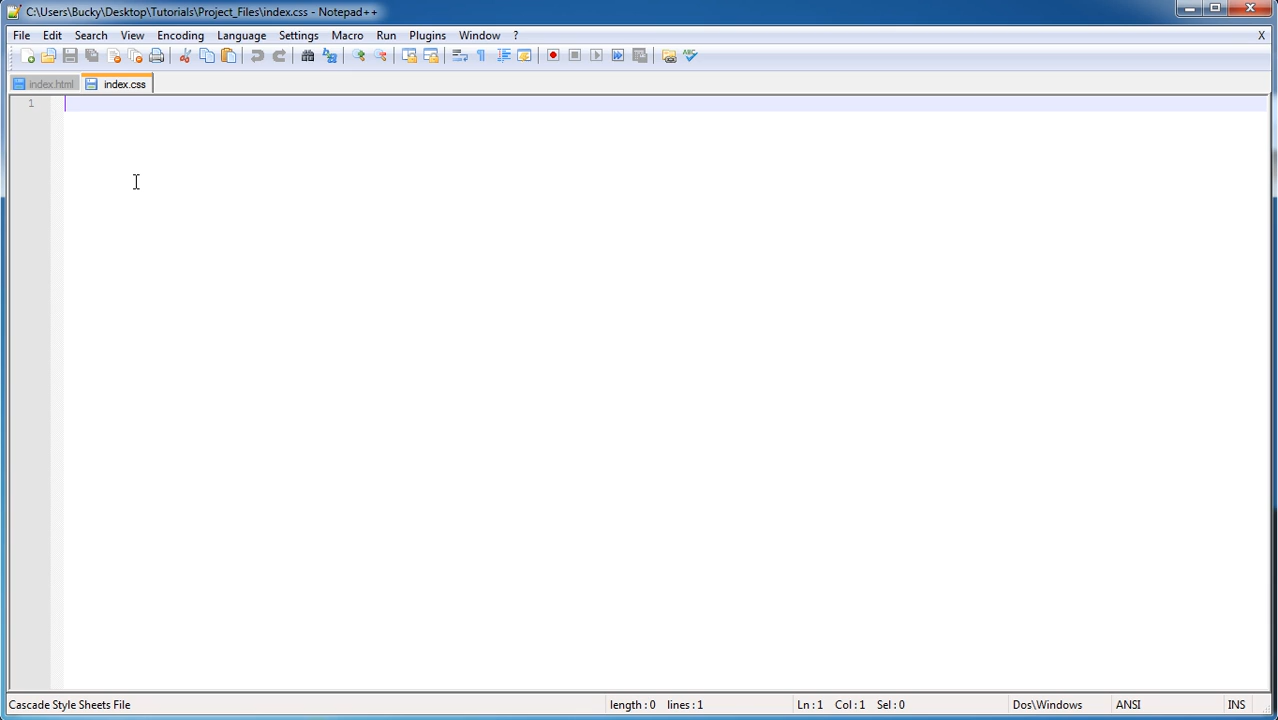 C:\Users\Bucky\Desktop\Tutorials\Project_Files\index.css - Notepad++
File Edit Search View Encoding Language Settings Macro Run Plugins Window ? X
index.html index.css
1
Cascade Style Sheets File length : 0 lines : 1 Ln : 1 Col : 1 Sel : 0 Dos\Windows ANSI INS